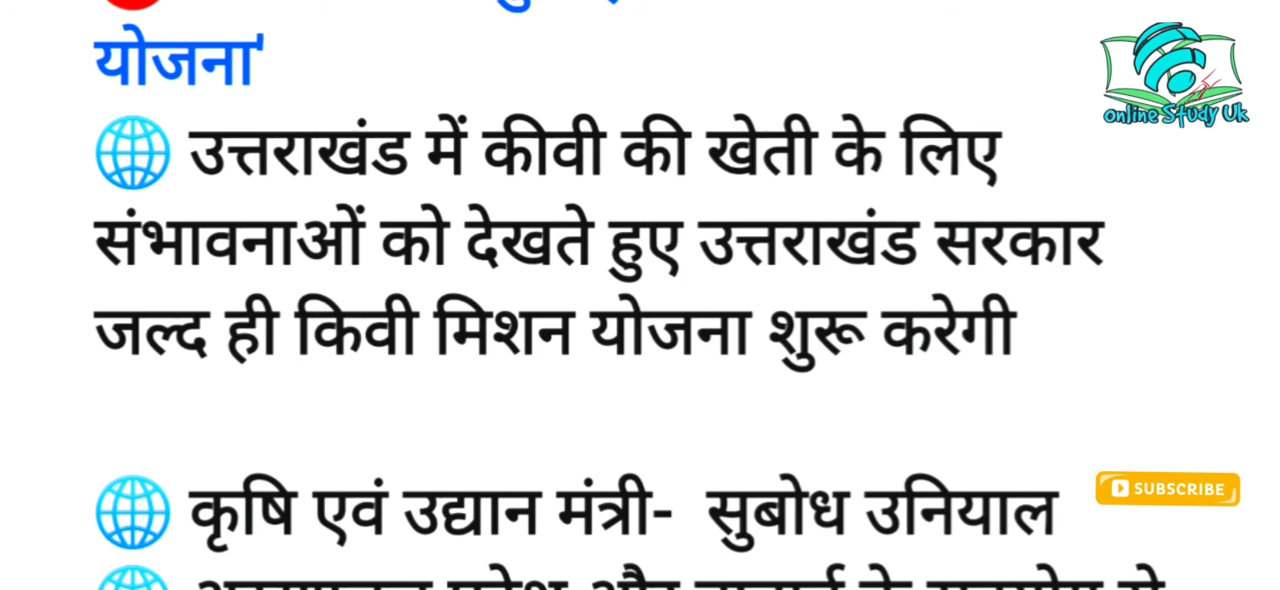 योजना'
उत्तराखंड में कीवी की खेती के लिए
संभावनाओं को देखते हुए उत्तराखंड सरकार
जल्द ही किवी मिशन योजना शुरू करेगी
कृषि एवं उद्यान मंत्री- सुबोध उनियाल
Online Study Uk
SUBSCRIBE